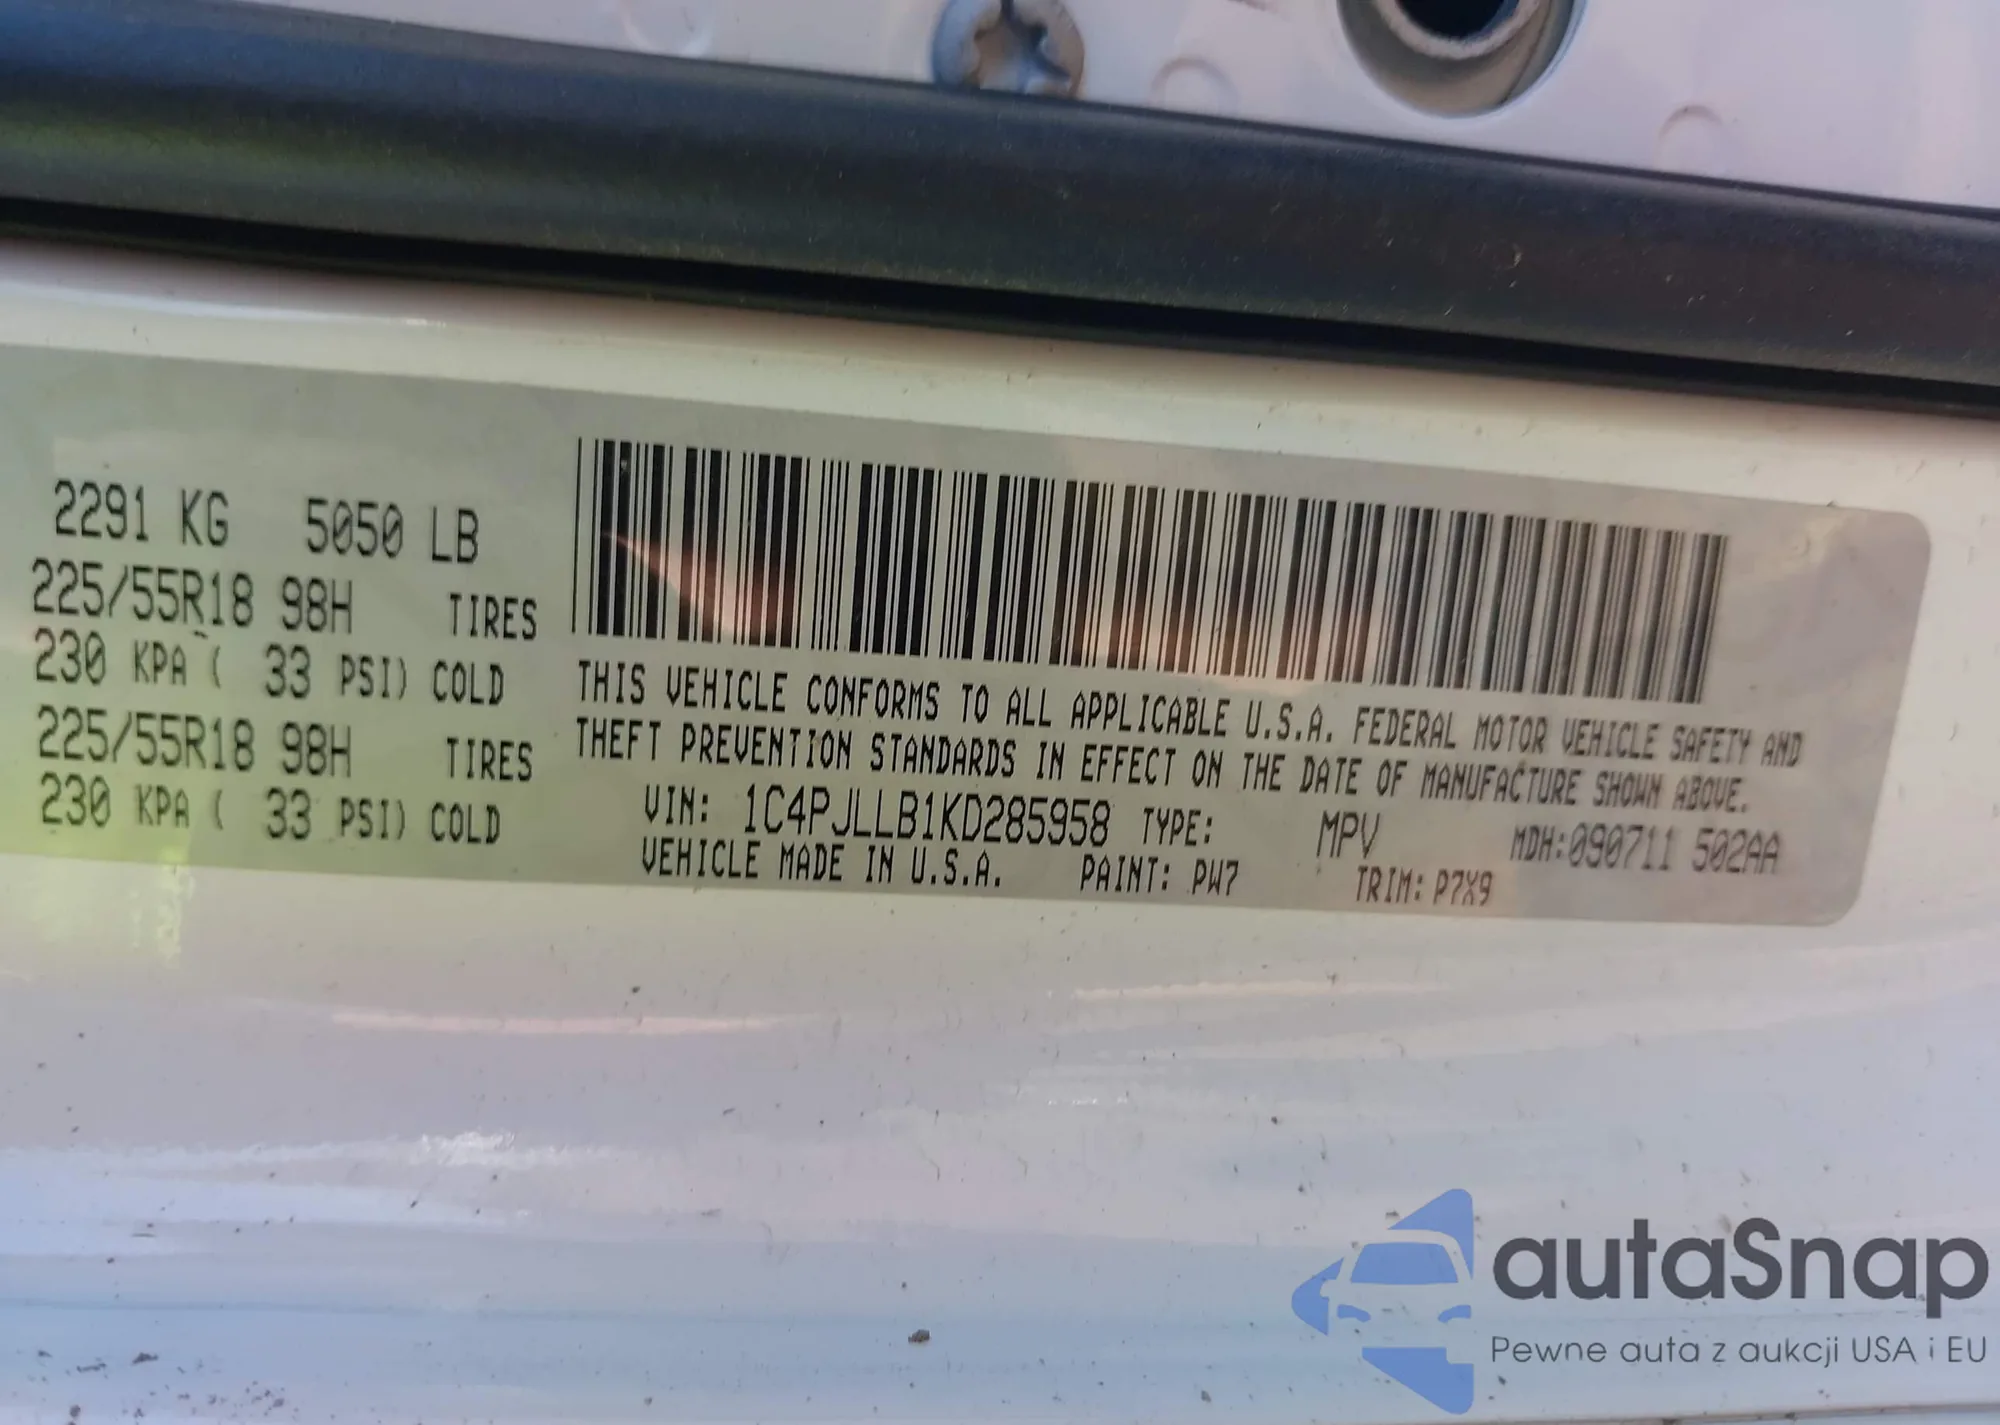 2291 KG 5050 LB
225/55R18 98H TIRES
230 KPA ( 33 PSI) COLD
225/55R18 98H TIRES
230 KPA ( 33 PSI) COLD
THIS VEHICLE CONFORMS TO ALL APPLICABLE U.S.A. FEDERAL MOTOR VEHICLE SAFETY AND
THEFT PREVENTION STANDARDS IN EFFECT ON THE DATE OF MANUFACTURE SHOWN ABOVE.
VIN: 1C4PJLLB1KD285958 TYPE: MPV MDH:090711 502AA
VEHICLE MADE IN U.S.A. PAINT: PW7 TRIM: P7X9
autaSnap
Pewne auta z aukcji USA i EU